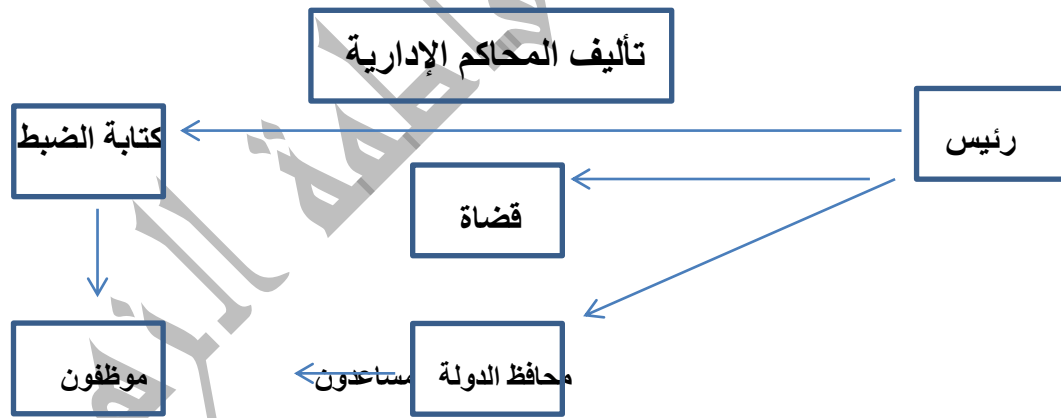 تأليف المحاكم الإدارية
رئيس
كتابة الضبط
قضاة
محافظ الدولة
مساعدون
موظفون